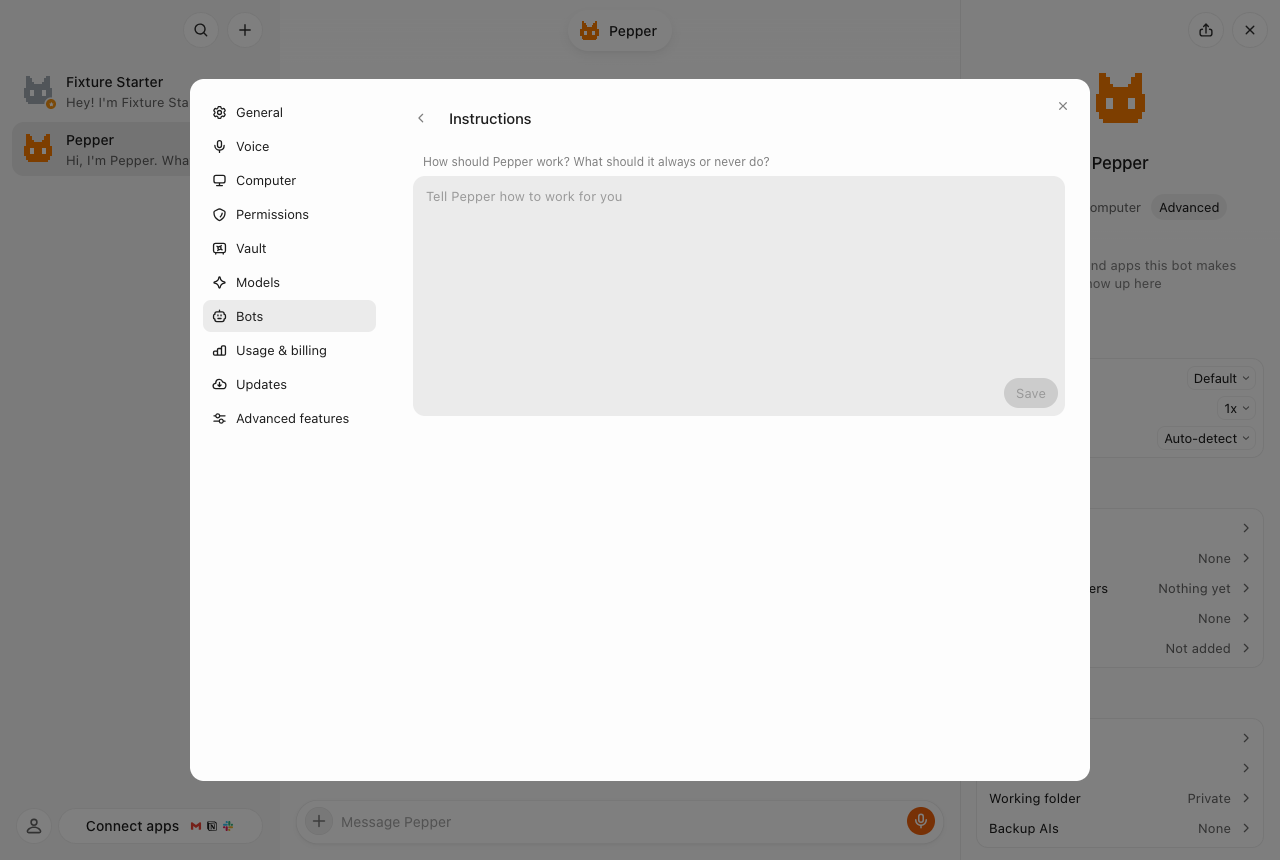 Pepper
Fixture Starter
Hey! I'm Fixture Sta
Pepper
Hi, I'm Pepper. Wha
General
Voice
Computer
Permissions
Vault
Models
Bots
Usage & billing
Updates
Advanced features
Instructions
How should Pepper work? What should it always or never do?
Tell Pepper how to work for you
Save
Pepper
omputer
Advanced
nd apps this bot makes
ow up here
Default
1x
Auto-detect
None
ers
Nothing yet
None
Not added
Working folder
Private
Backup AIs
None
Connect apps
Message Pepper